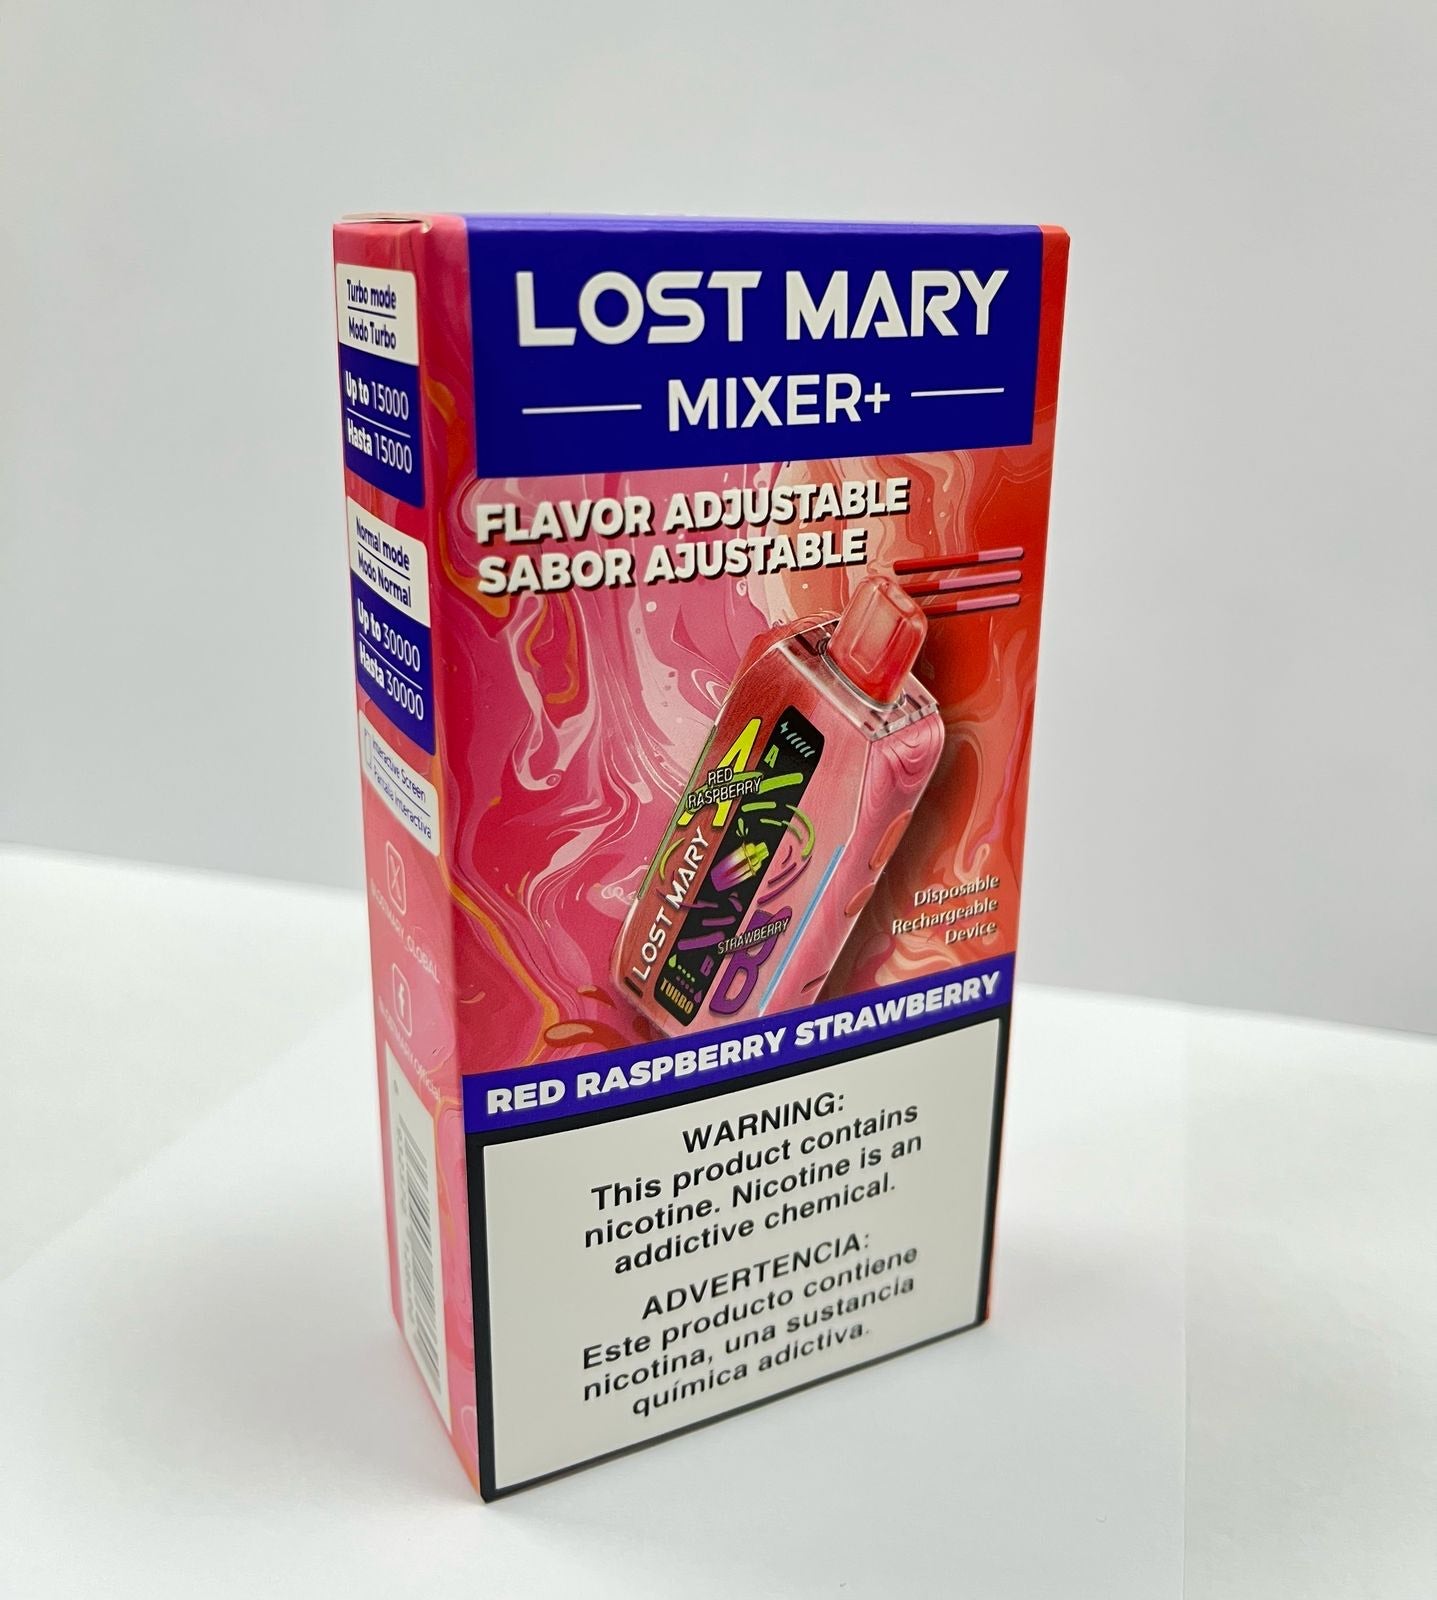 LOST MARY
MIXER+
FLAVOR ADJUSTABLE
SABOR AJUSTABLE
A
A
RED
RASPBERRY
LOST MARY
STRAWBERRY
B
B
TURBO
Disposable
Rechargeable
Device
RED RASPBERRY STRAWBERRY
WARNING:
This product contains
nicotine. Nicotine is an
addictive chemical.
ADVERTENCIA:
Este producto contiene
nicotina, una sustancia
química adictiva.
Turbo mode
Modo Turbo
Up to 15000
Hasta 15000
Normal mode
Modo Normal
Up to 30000
Hasta 30000
Interactive Screen
Pantalla interactiva